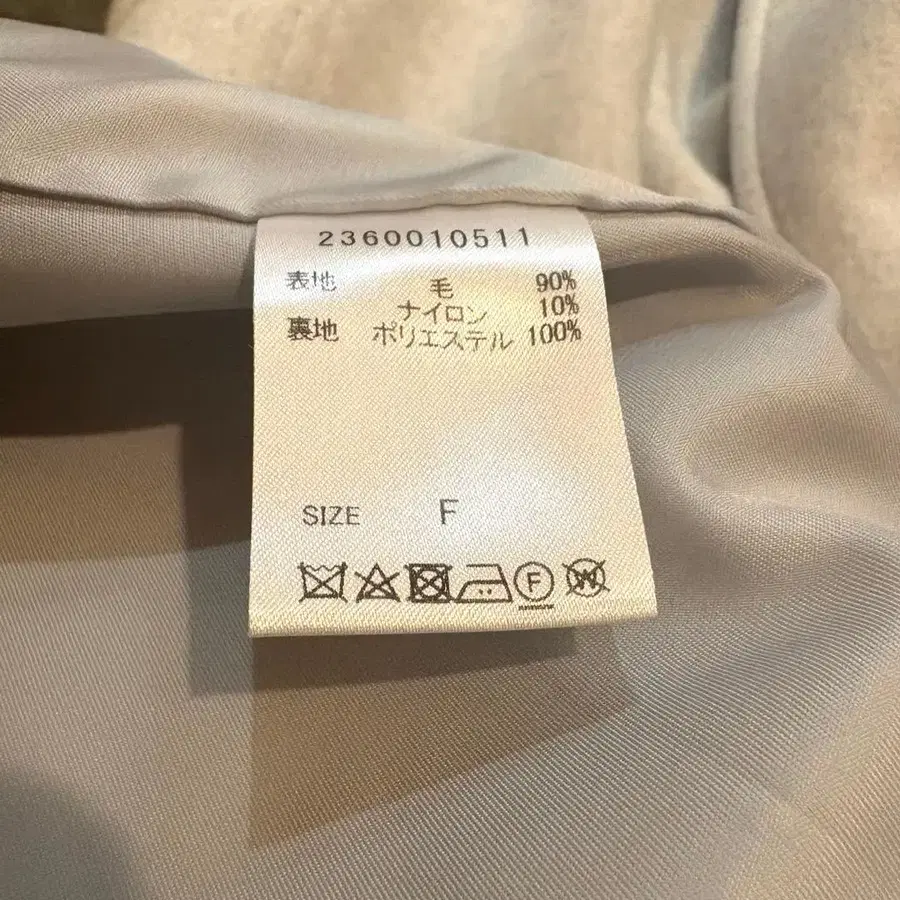 2360010511
表地 毛 90%
ナイロン 10%
裏地 ポリエステル 100%
SIZE F
F W